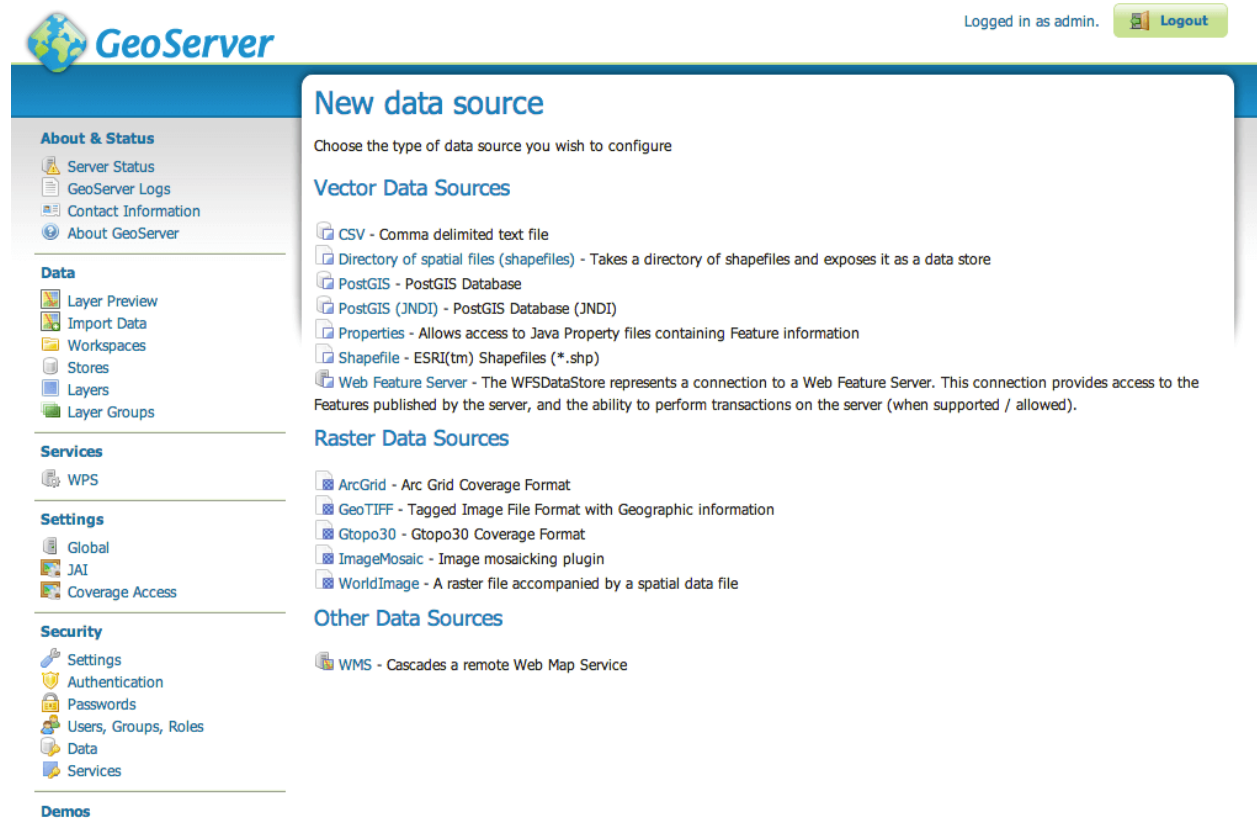 GeoServer
Logged in as admin.
Logout
About & Status
Server Status
GeoServer Logs
Contact Information
About GeoServer
Data
Layer Preview
Import Data
Workspaces
Stores
Layers
Layer Groups
Services
WPS
Settings
Global
JAI
Coverage Access
Security
Settings
Authentication
Passwords
Users, Groups, Roles
Data
Services
Demos
New data source
Choose the type of data source you wish to configure
Vector Data Sources
CSV - Comma delimited text file
Directory of spatial files (shapefiles) - Takes a directory of shapefiles and exposes it as a data store
PostGIS - PostGIS Database
PostGIS (JNDI) - PostGIS Database (JNDI)
Properties - Allows access to Java Property files containing Feature information
Shapefile - ESRI(tm) Shapefiles (*.shp)
Web Feature Server - The WFSDataStore represents a connection to a Web Feature Server. This connection provides access to the
Features published by the server, and the ability to perform transactions on the server (when supported / allowed).
Raster Data Sources
ArcGrid - Arc Grid Coverage Format
GeoTIFF - Tagged Image File Format with Geographic information
Gtopo30 - Gtopo30 Coverage Format
ImageMosaic - Image mosaicking plugin
WorldImage - A raster file accompanied by a spatial data file
Other Data Sources
WMS - Cascades a remote Web Map Service